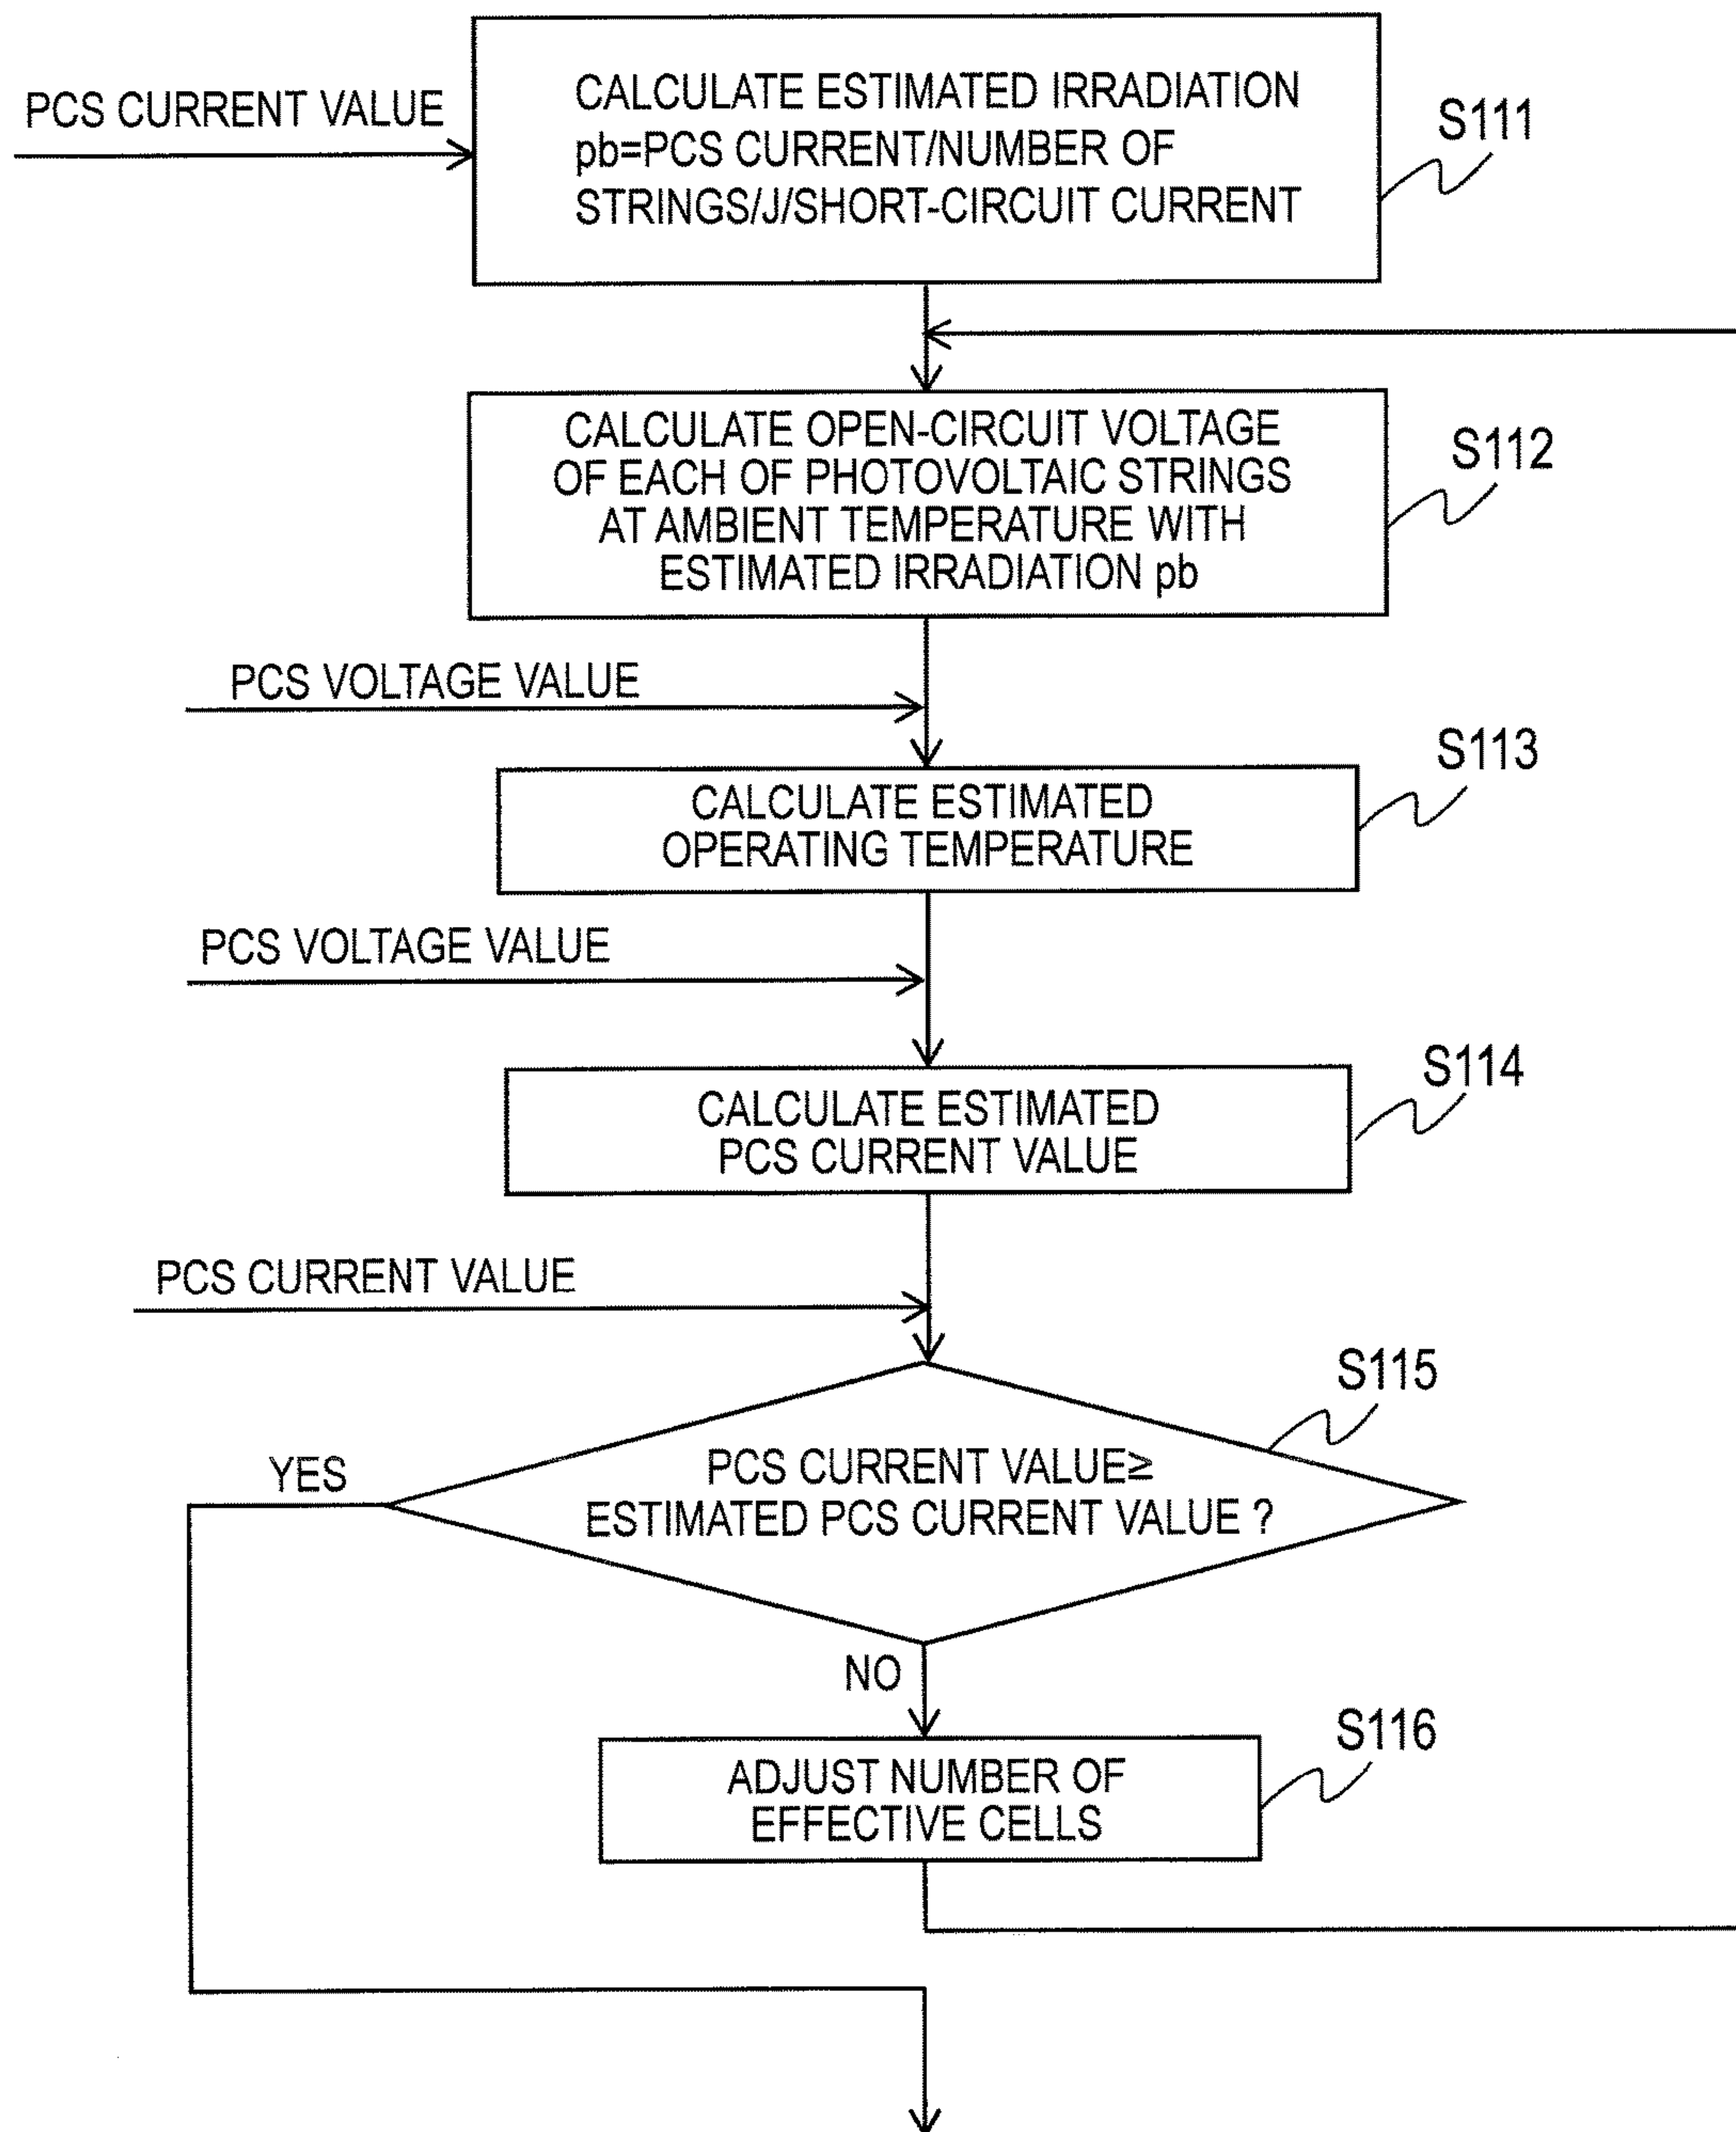 PCS CURRENT VALUE
CALCULATE ESTIMATED IRRADIATION
pb=PCS CURRENT/NUMBER OF
STRINGS/J/SHORT-CIRCUIT CURRENT
S111
CALCULATE OPEN-CIRCUIT VOLTAGE
OF EACH OF PHOTOVOLTAIC STRINGS
AT AMBIENT TEMPERATURE WITH
ESTIMATED IRRADIATION pb
S112
PCS VOLTAGE VALUE
S113
CALCULATE ESTIMATED
OPERATING TEMPERATURE
PCS VOLTAGE VALUE
S114
CALCULATE ESTIMATED
PCS CURRENT VALUE
PCS CURRENT VALUE
S115
PCS CURRENT VALUE≥
ESTIMATED PCS CURRENT VALUE ?
YES
NO
S116
ADJUST NUMBER OF
EFFECTIVE CELLS